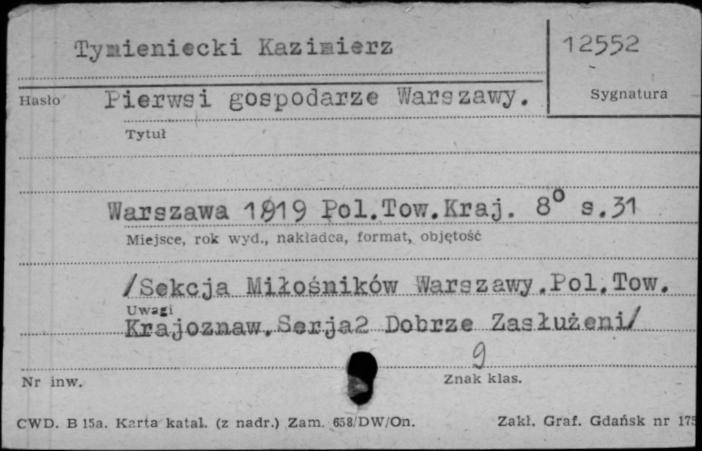 Tymieniecki Kazimierz
12552
Hasło
Pierwsi gospodarze Warszawy.
Sygnatura
Tytuł
Warszawa 1919 Pol.Tow.Kraj. 8° s.31
Miejsce, rok wyd., nakładca, format, objętość
/Sekcja Miłośników Warszawy.Pol.Tow.
Uwagi
Krajoznaw.Serja2 Dobrze Zasłużeni/
9
Nr inw.
Znak klas.
CWD. B 15a. Karta katal. (z nadr.) Zam. 658/DW/On.
Zakł. Graf. Gdańsk nr 175